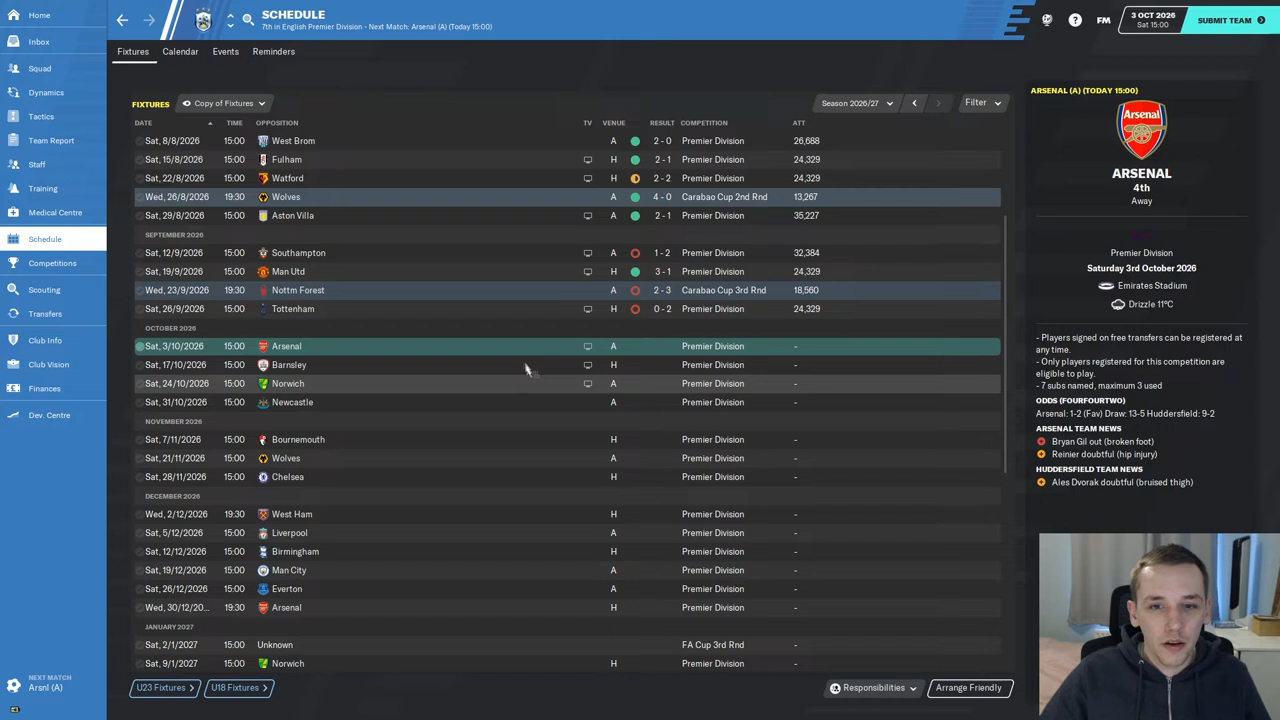 Home
SCHEDULE
7th in English Premier Division - Next Match: Arsenal (A) (Today 15:00)
FM
3 OCT 2026
Sat 15:00
SUBMIT TEAM
Inbox
Squad
Dynamics
Tactics
Team Report
Staff
Training
Medical Centre
Schedule
Competitions
Scouting
Transfers
Club Info
Club Vision
Finances
Dev. Centre
NEXT MATCH
Arsnl (A)
Fixtures Calendar Events Reminders
FIXTURES Copy of Fixtures Season 2026/27 Filter
DATE TIME OPPOSITION TV VENUE RESULT COMPETITION ATT
Sat, 8/8/2026 15:00 West Brom A 2 - 0 Premier Division 26,688
Sat, 15/8/2026 15:00 Fulham H 2 - 1 Premier Division 24,329
Sat, 22/8/2026 15:00 Watford H 2 - 2 Premier Division 24,329
Wed, 26/8/2026 19:30 Wolves A 4 - 0 Carabao Cup 2nd Rnd 13,267
Sat, 29/8/2026 15:00 Aston Villa A 2 - 1 Premier Division 35,227
SEPTEMBER 2026
Sat, 12/9/2026 15:00 Southampton A 1 - 2 Premier Division 32,384
Sat, 19/9/2026 15:00 Man Utd H 3 - 1 Premier Division 24,329
Wed, 23/9/2026 19:30 Nottm Forest A 2 - 3 Carabao Cup 3rd Rnd 18,560
Sat, 26/9/2026 15:00 Tottenham H 0 - 2 Premier Division 24,329
OCTOBER 2026
Sat, 3/10/2026 15:00 Arsenal A Premier Division -
Sat, 17/10/2026 15:00 Barnsley H Premier Division -
Sat, 24/10/2026 15:00 Norwich A Premier Division -
Sat, 31/10/2026 15:00 Newcastle A Premier Division -
NOVEMBER 2026
Sat, 7/11/2026 15:00 Bournemouth H Premier Division -
Sat, 21/11/2026 15:00 Wolves A Premier Division -
Sat, 28/11/2026 15:00 Chelsea H Premier Division -
DECEMBER 2026
Wed, 2/12/2026 19:30 West Ham H Premier Division -
Sat, 5/12/2026 15:00 Liverpool A Premier Division -
Sat, 12/12/2026 15:00 Birmingham H Premier Division -
Sat, 19/12/2026 15:00 Man City A Premier Division -
Sat, 26/12/2026 15:00 Everton A Premier Division -
Wed, 30/12/20... 19:30 Arsenal H Premier Division -
JANUARY 2027
Sat, 2/1/2027 15:00 Unknown FA Cup 3rd Rnd -
Sat, 9/1/2027 15:00 Norwich H Premier Division -
U23 Fixtures U18 Fixtures Responsibilities Arrange Friendly
ARSENAL (A) (TODAY 15:00)
Arsenal
ARSENAL
4th
Away
Premier Division
Saturday 3rd October 2026
Emirates Stadium
Drizzle 11°C
- Players signed on free transfers can be registered at
any time.
- Only players registered for this competition are
eligible to play.
- 7 subs named, maximum 3 used
ODDS (FOURFOURTWO)
Arsenal: 1-2 (Fav) Draw: 13-5 Huddersfield: 9-2
ARSENAL TEAM NEWS
Bryan Gil out (broken foot)
Reinier doubtful (hip injury)
HUDDERSFIELD TEAM NEWS
Ales Dvorak doubtful (bruised thigh)